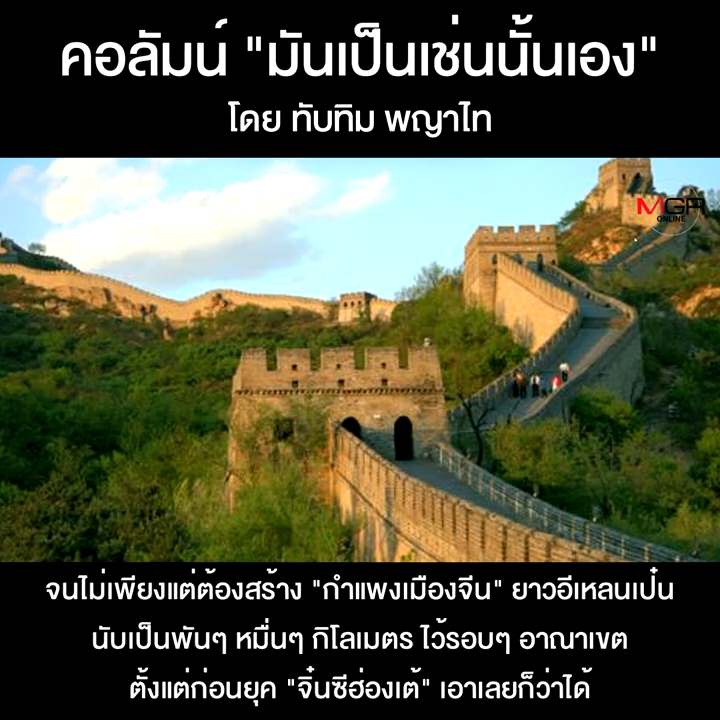 คอลัมน์ "มันเป็นเช่นนั้นเอง"
โดย ทับทิม พญาไท
MGR
ONLINE
จนไม่เพียงแต่ต้องสร้าง "กำแพงเมืองจีน" ยาวอีเหลนเป๋น
นับเป็นพันๆ หมื่นๆ กิโลเมตร ไว้รอบๆ อาณาเขต
ตั้งแต่ก่อนยุค "จิ๋นซีฮ่องเต้" เอาเลยก็ว่าได้